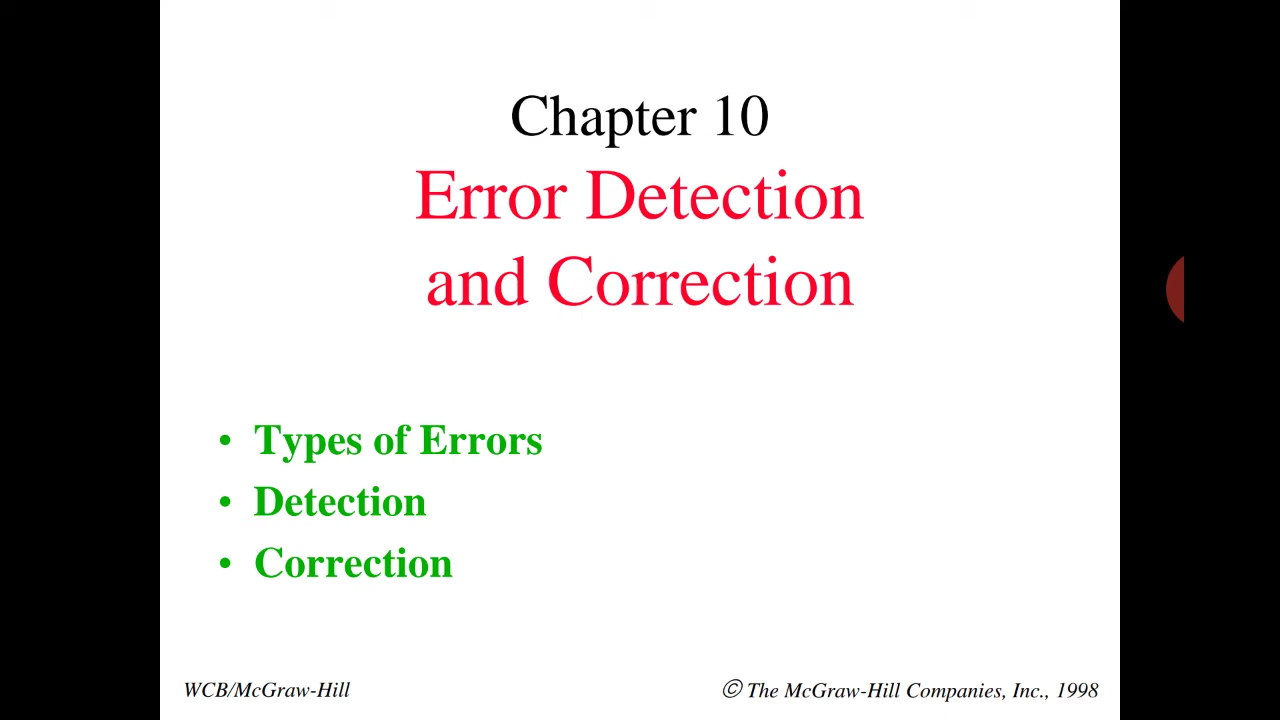 Chapter 10
Error Detection
and Correction
• Types of Errors
• Detection
• Correction
WCB/McGraw-Hill
© The McGraw-Hill Companies, Inc., 1998